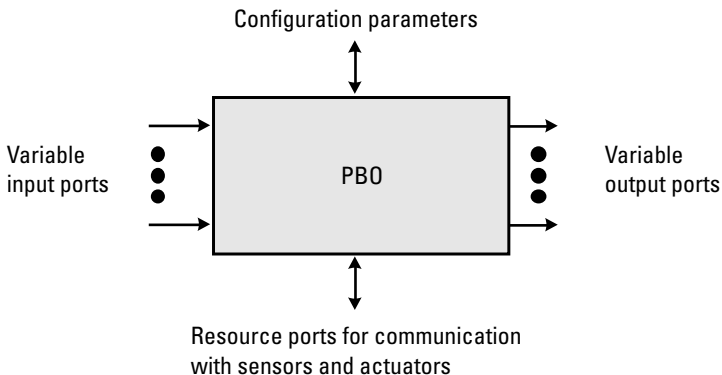 Configuration parameters
Variable
input ports
PBO
Variable
output ports
Resource ports for communication
with sensors and actuators